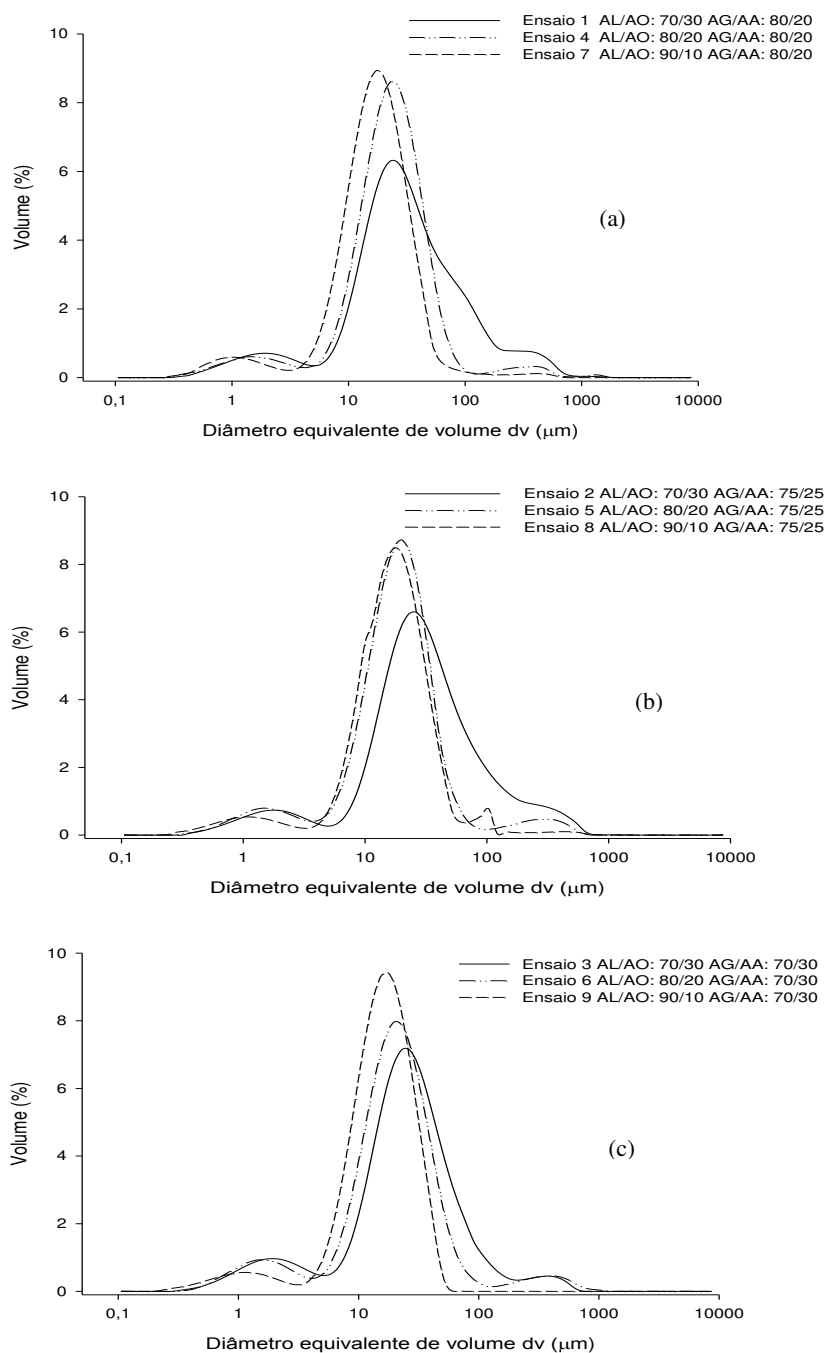 Ensaio 1 AL/AO: 70/30 AG/AA: 80/20
Ensaio 4 AL/AO: 80/20 AG/AA: 80/20
Ensaio 7 AL/AO: 90/10 AG/AA: 80/20
10
8
6
4
2
0
Volume (%)
(a)
0,1 1 10 100 1000 10000
Diâmetro equivalente de volume dv (μm)
Ensaio 2 AL/AO: 70/30 AG/AA: 75/25
Ensaio 5 AL/AO: 80/20 AG/AA: 75/25
Ensaio 8 AL/AO: 90/10 AG/AA: 75/25
10
8
6
4
2
0
Volume (%)
(b)
0,1 1 10 100 1000 10000
Diâmetro equivalente de volume dv (μm)
Ensaio 3 AL/AO: 70/30 AG/AA: 70/30
Ensaio 6 AL/AO: 80/20 AG/AA: 70/30
Ensaio 9 AL/AO: 90/10 AG/AA: 70/30
10
8
6
4
2
0
Volume (%)
(c)
0,1 1 10 100 1000 10000
Diâmetro equivalente de volume dv (μm)